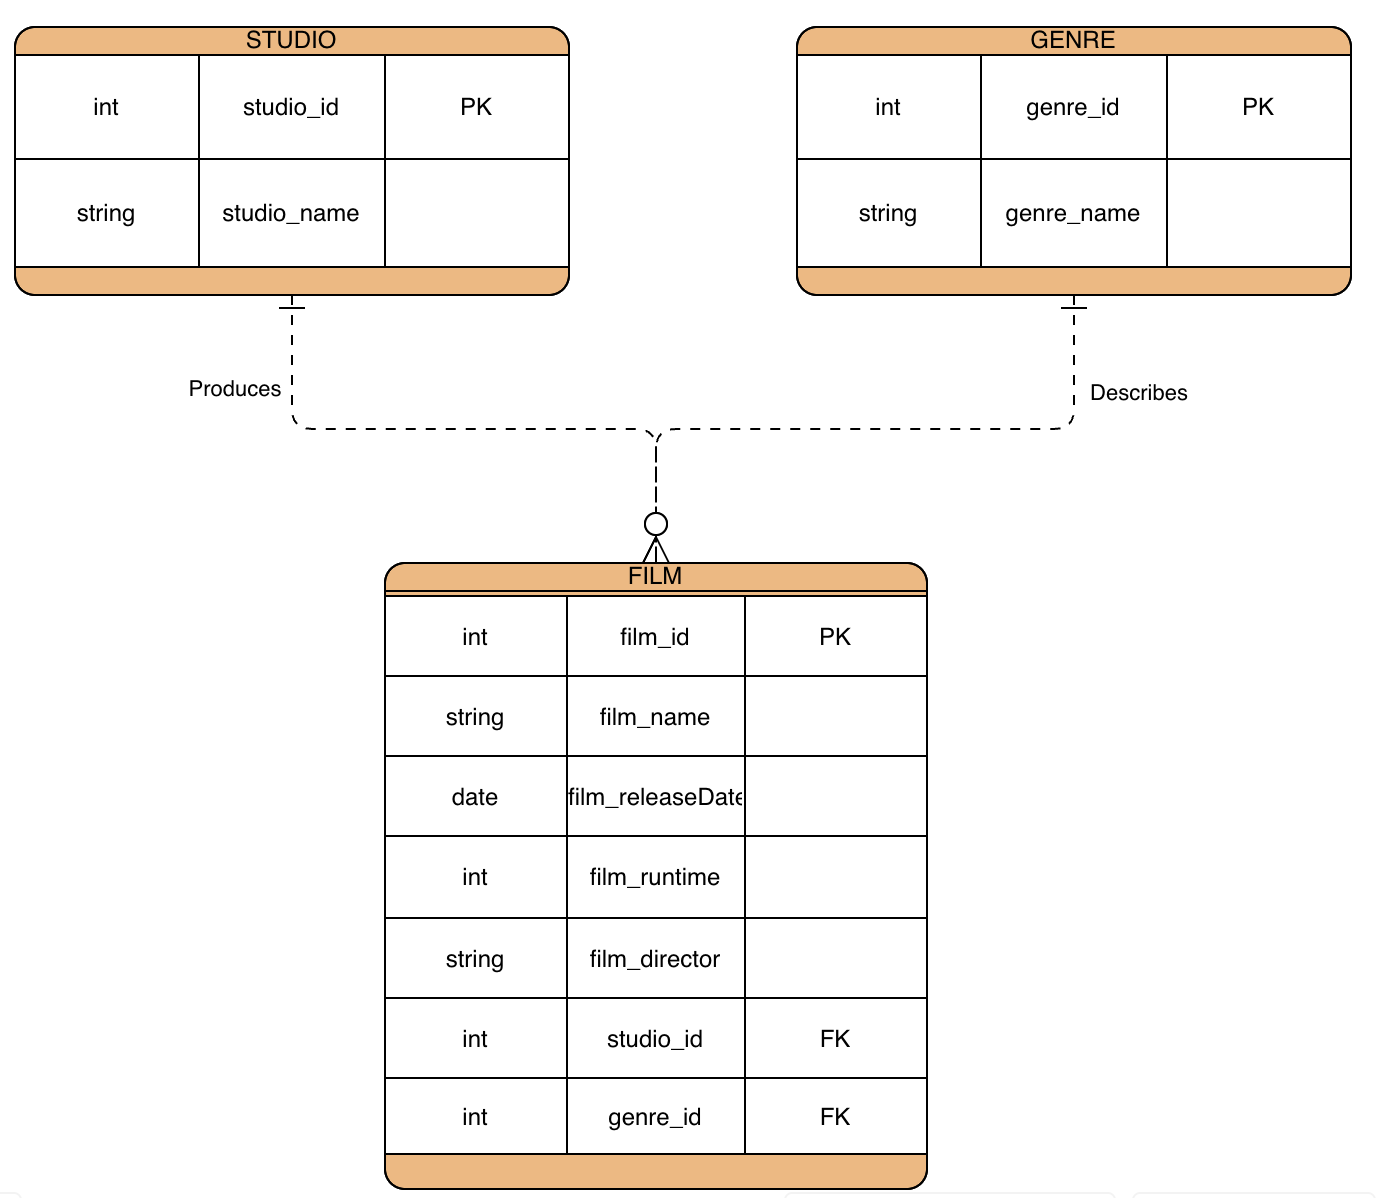 STUDIO
int studio_id PK
string studio_name
GENRE
int genre_id PK
string genre_name
Produces
Describes
FILM
int film_id PK
string film_name
date film_releaseDate
int film_runtime
string film_director
int studio_id FK
int genre_id FK